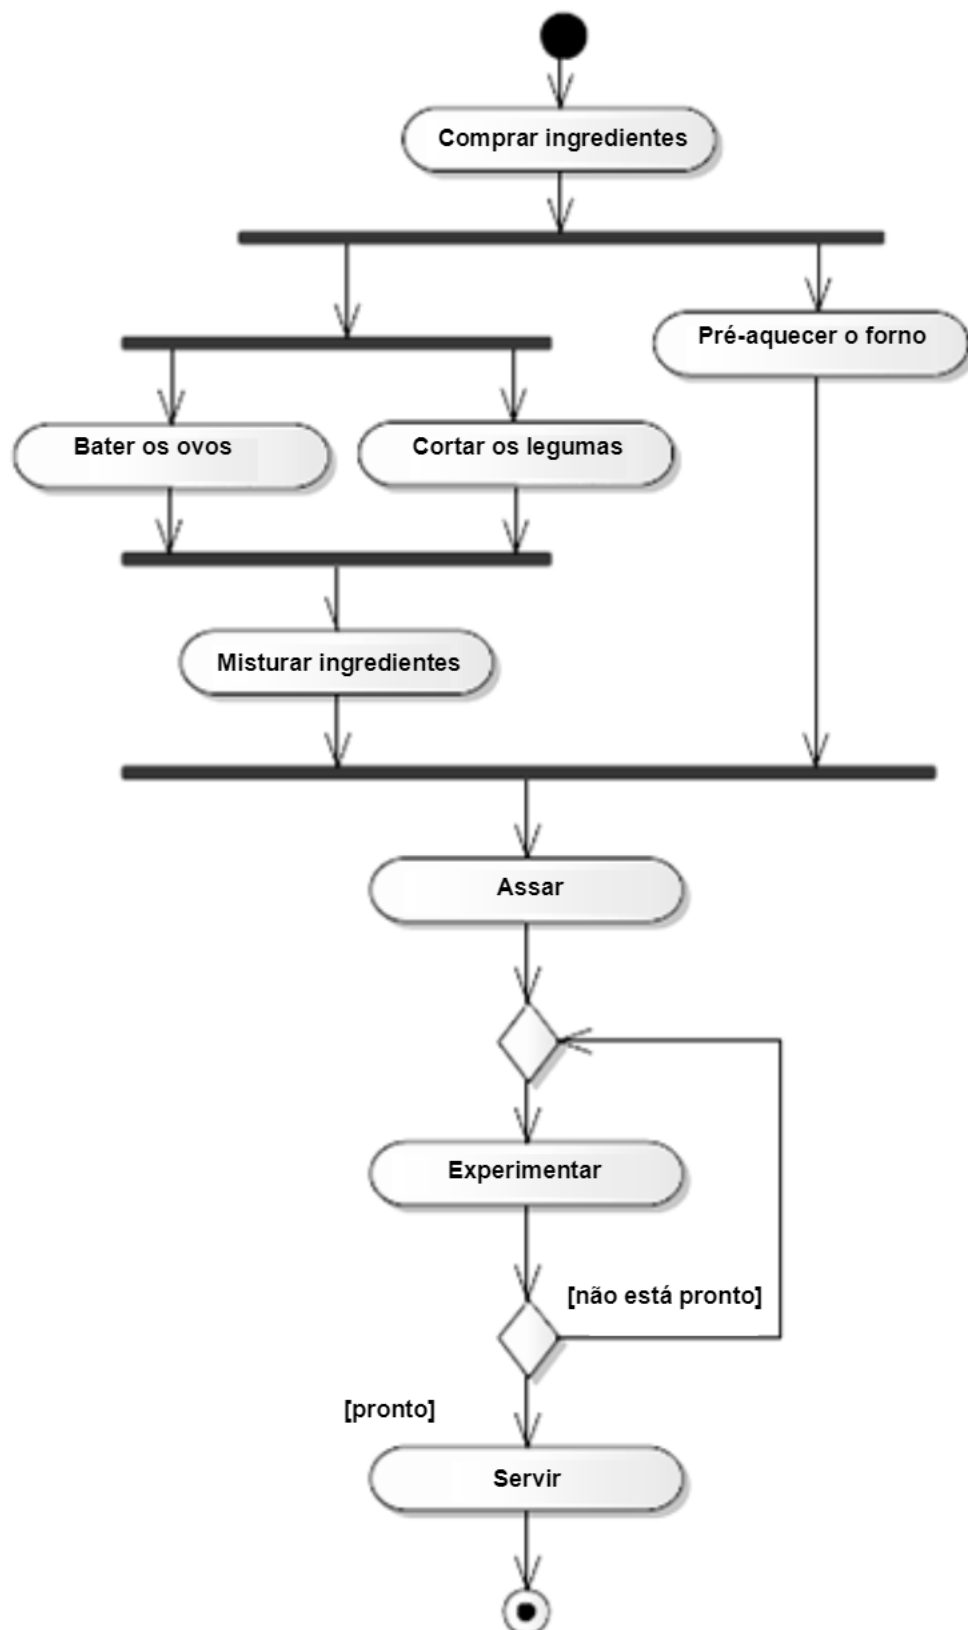 Comprar ingredientes
Pré-aquecer o forno
Bater os ovos
Cortar os legumas
Misturar ingredientes
Assar
Experimentar
[não está pronto]
[pronto]
Servir